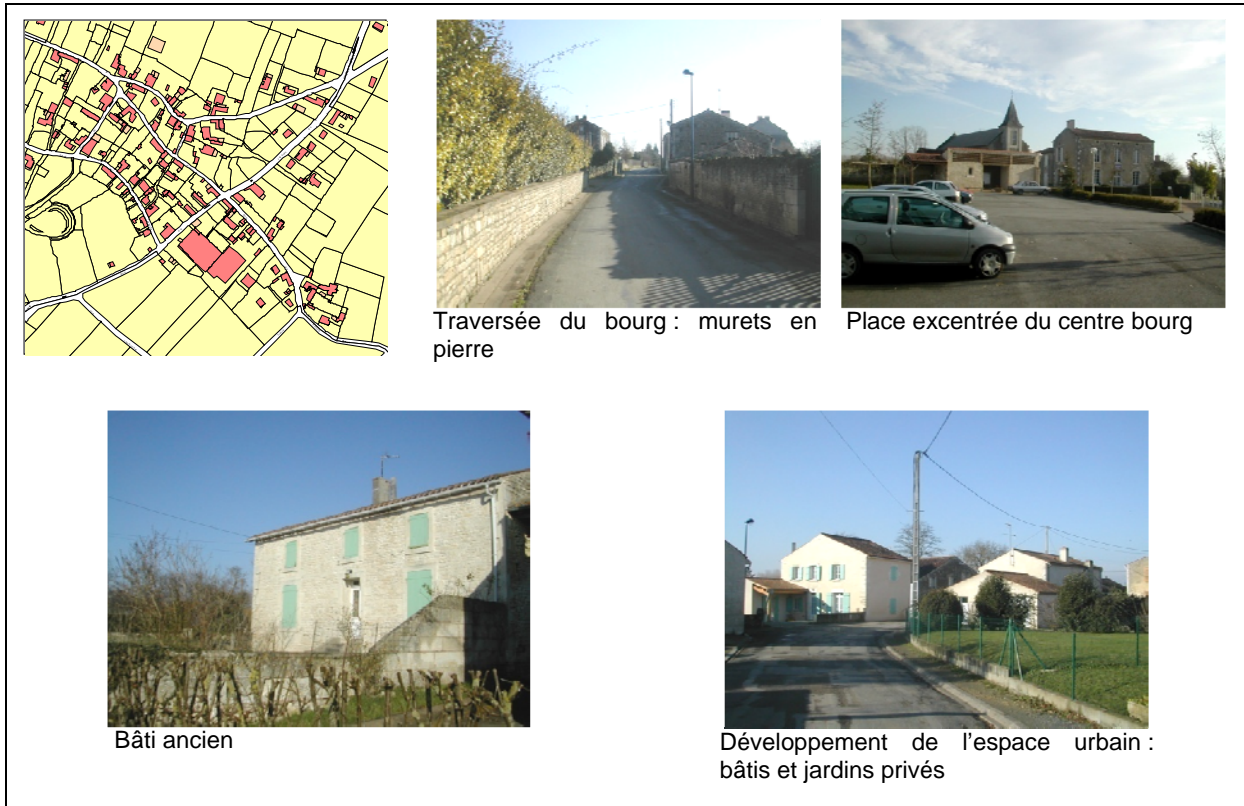 Traversée du bourg : murets en
pierre
Place excentrée du centre bourg
Bâti ancien
Développement de l'espace urbain :
bâtis et jardins privés